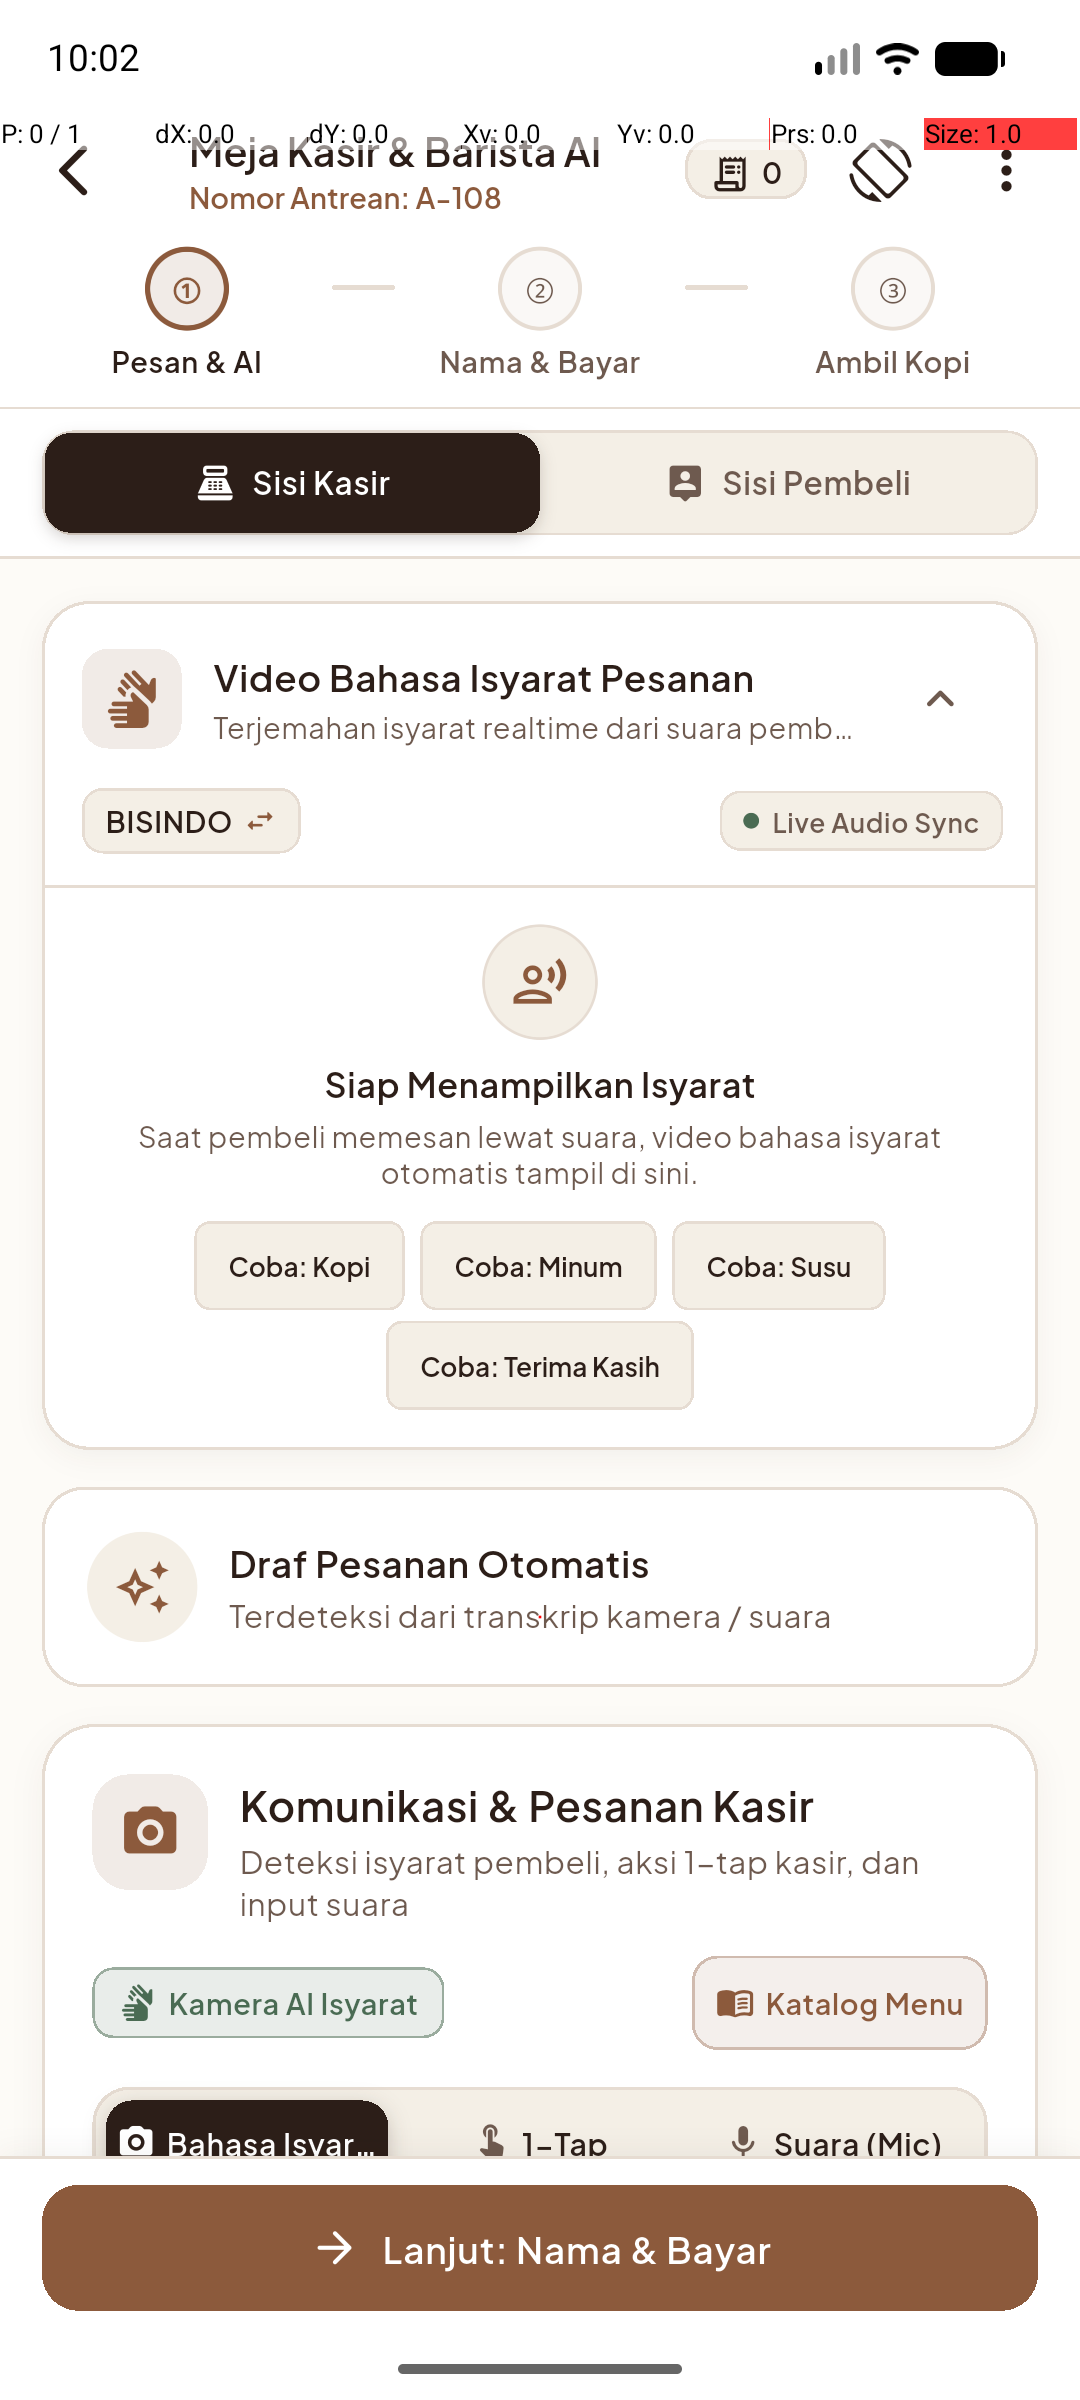 10:02
P: 0 / 1
dX: 0.0
dY: 0.0
Xv: 0.0
Yv: 0.0
Prs: 0.0
Size: 1.0
Meja Kasir & Barista AI
Nomor Antrean: A-108
0
1
2
3
Pesan & AI
Nama & Bayar
Ambil Kopi
Sisi Kasir
Sisi Pembeli
Video Bahasa Isyarat Pesanan
Terjemahan isyarat realtime dari suara pemb...
BISINDO
Live Audio Sync
Siap Menampilkan Isyarat
Saat pembeli memesan lewat suara, video bahasa isyarat
otomatis tampil di sini.
Coba: Kopi
Coba: Minum
Coba: Susu
Coba: Terima Kasih
Draf Pesanan Otomatis
Terdeteksi dari transkrip kamera / suara
Komunikasi & Pesanan Kasir
Deteksi isyarat pembeli, aksi 1-tap kasir, dan
input suara
Kamera AI Isyarat
Katalog Menu
Bahasa Isyar...
1-Tap
Suara (Mic)
Lanjut: Nama & Bayar